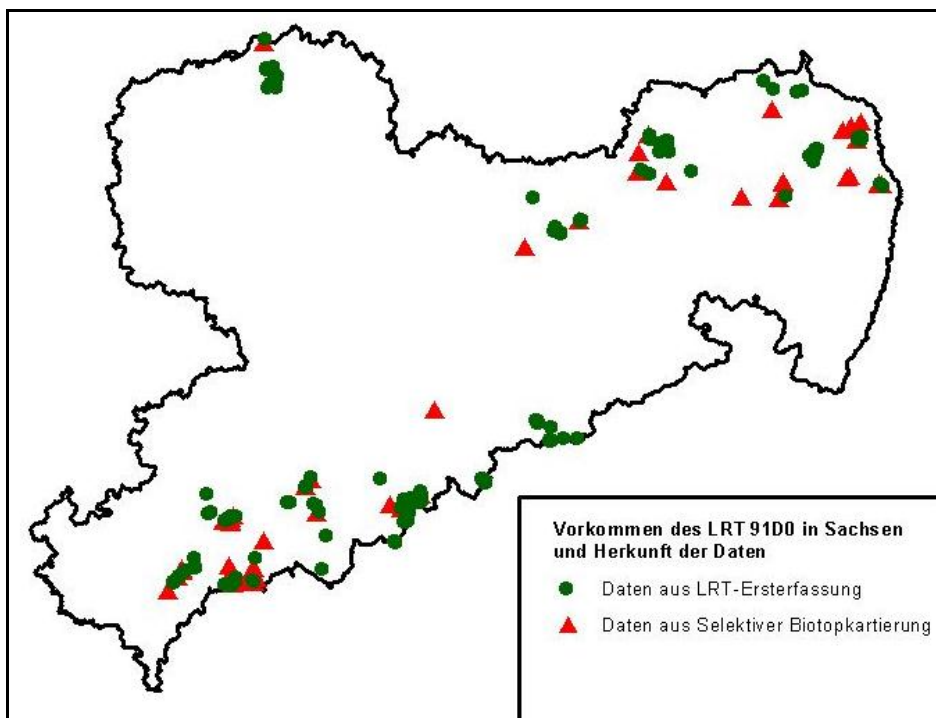 Vorkommen des LRT 91D0 in Sachsen
und Herkunft der Daten
Daten aus LRT-Ersterfassung
Daten aus Selektiver Biotopkartierung